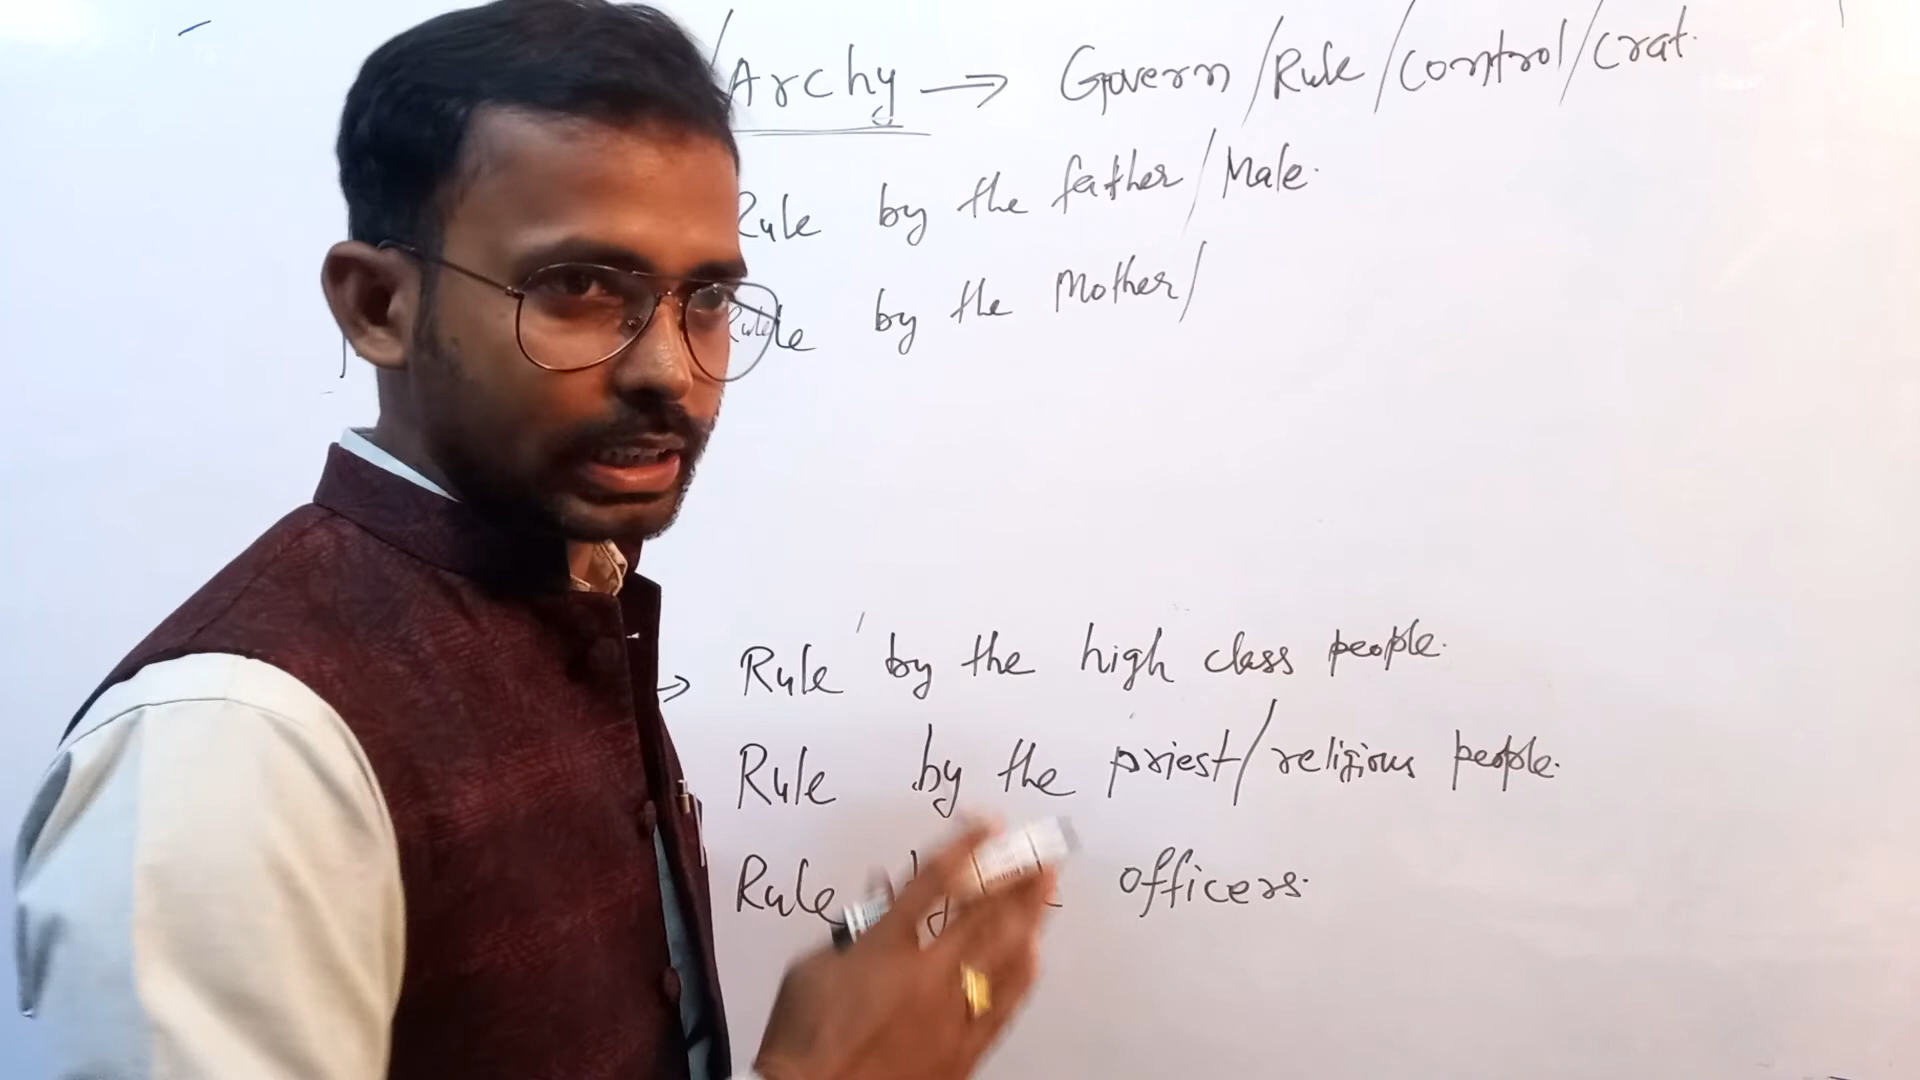 /Archy → Govern/Rule/control/crat.
Rule by the father/Male.
Rule by the Mother/
→ Rule by the high class people.
Rule by the priest/religious people.
Rule officers.